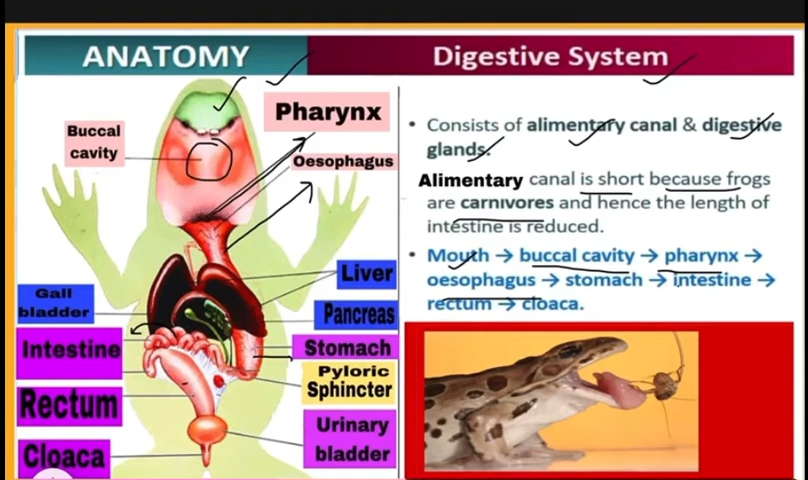 ANATOMY
Digestive System
Pharynx
Buccal
cavity
Oesophagus
Liver
Gall
bladder
Pancreas
Intestine
Stomach
Pyloric
Sphincter
Rectum
Urinary
bladder
Cloaca
• Consists of alimentary canal & digestive
glands.
Alimentary canal is short because frogs
are carnivores and hence the length of
intestine is reduced.
• Mouth → buccal cavity → pharynx →
oesophagus → stomach → intestine →
rectum → cloaca.